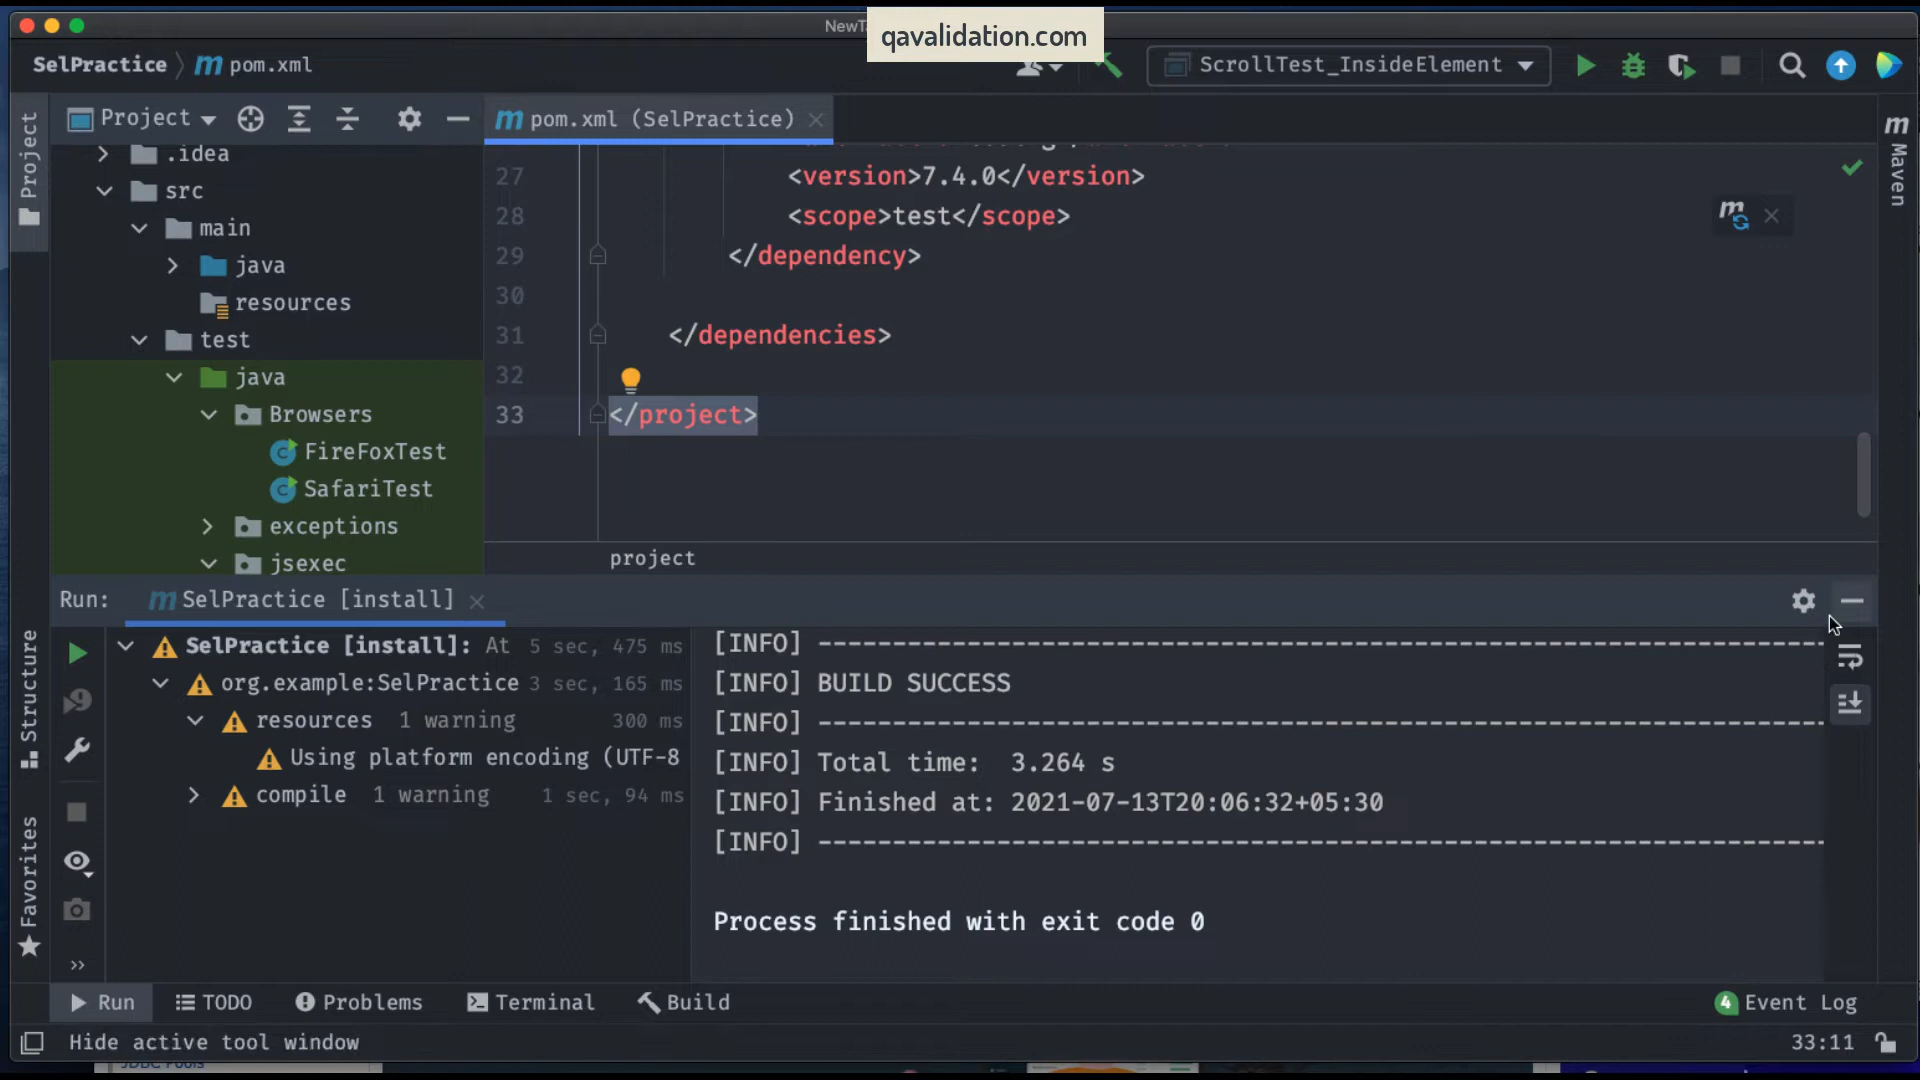 NewTa
qavalidation.com
SelPractice
pom.xml
ScrollTest_InsideElement
Project
Project
pom.xml (SelPractice)
Maven
.idea
src
main
java
resources
test
java
Browsers
FireFoxTest
SafariTest
exceptions
jsexec
27 <version>7.4.0</version>
28 <scope>test</scope>
29 </dependency>
30
31 </dependencies>
32
33 </project>
project
Run: SelPractice [install]
SelPractice [install]: At 5 sec, 475 ms
org.example:SelPractice 3 sec, 165 ms
resources 1 warning 300 ms
Using platform encoding (UTF-8
compile 1 warning 1 sec, 94 ms
[INFO] ------------------------------------------------------------------------
[INFO] BUILD SUCCESS
[INFO] ------------------------------------------------------------------------
[INFO] Total time:  3.264 s
[INFO] Finished at: 2021-07-13T20:06:32+05:30
[INFO] ------------------------------------------------------------------------
Process finished with exit code 0
Structure
Favorites
Run TODO Problems Terminal Build
4 Event Log
Hide active tool window
33:11
JDBC Pools